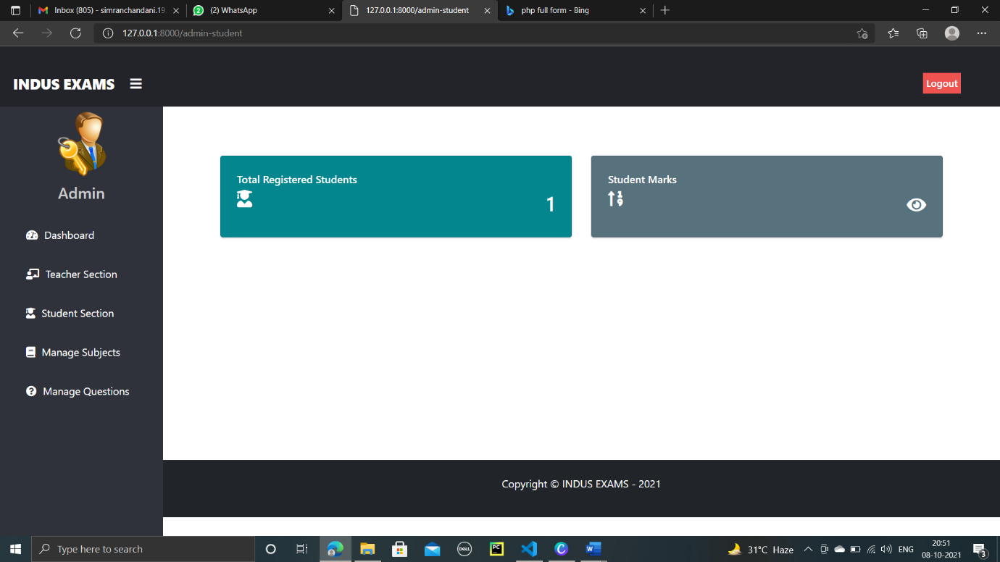 Inbox (805) - simranchandani.19
(2) WhatsApp
127.0.0.1:8000/admin-student
php full form - Bing
127.0.0.1:8000/admin-student
INDUS EXAMS
Logout
Admin
Dashboard
Teacher Section
Student Section
Manage Subjects
Manage Questions
Total Registered Students
1
Student Marks
Copyright © INDUS EXAMS - 2021
Type here to search
DELL
PC
31°C Haze
ENG
20:51
08-10-2021
3